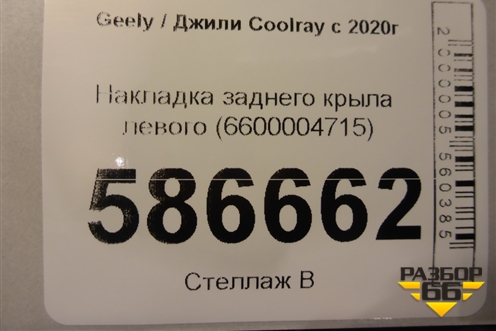 Geely / Джили Coolray с 2020г
Накладка заднего крыла
левого (6600004715)
586662
Стеллаж В
2000005560385
РАЗБОР
66